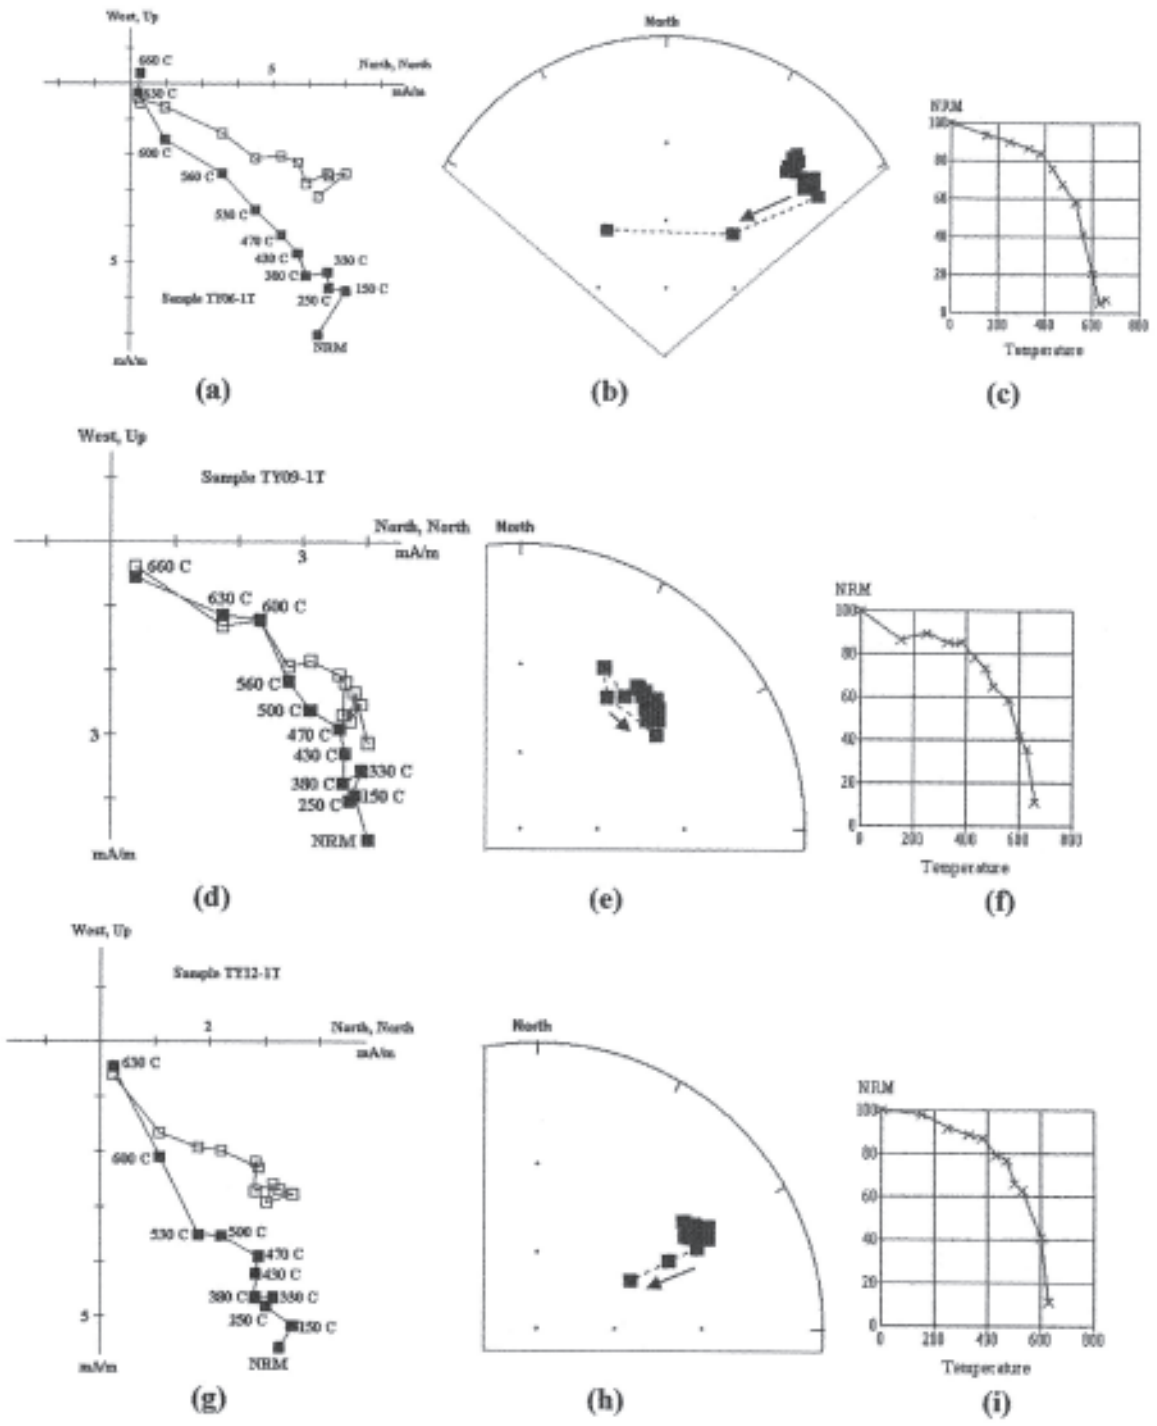 West, Up
660 C
5
North, North
mA/m
630 C
600 C
560 C
530 C
470 C
430 C
380 C
330 C
5
250 C
150 C
Sample TY06-1T
NRM
mA/m
(a)
North
(b)
NRM
100
80
60
40
20
0
0 200 400 600 800
Temperature
(c)
West, Up
Sample TY09-1T
North, North
3
mA/m
660 C
630 C
600 C
560 C
500 C
3
470 C
430 C
380 C
330 C
250 C
150 C
NRM
mA/m
(d)
North
(e)
NRM
100
80
60
40
20
0
0 200 400 600 800
Temperature
(f)
West, Up
Sample TY12-1T
2
North, North
mA/m
630 C
600 C
530 C
500 C
470 C
430 C
380 C
330 C
250 C
5
150 C
NRM
mA/m
(g)
North
(h)
NRM
100
80
60
40
20
0
0 200 400 600 800
Temperature
(i)